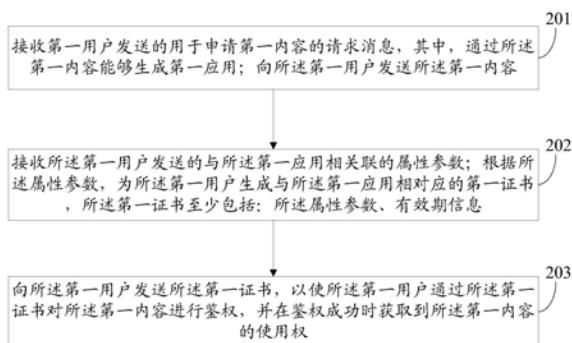 201
接收第一用户发送的用于申请第一内容的请求消息，其中，通过所述
第一内容能够生成第一应用；向所述第一用户发送所述第一内容
202
接收所述第一用户发送的与所述第一应用相关联的属性参数；根据所
述属性参数，为所述第一用户生成与所述第一应用相对应的第一证书
，所述第一证书至少包括：所述属性参数、有效期信息
203
向所述第一用户发送所述第一证书，以使所述第一用户通过所述第一
证书对所述第一内容进行鉴权，并在鉴权成功时获取到所述第一内容
的使用权